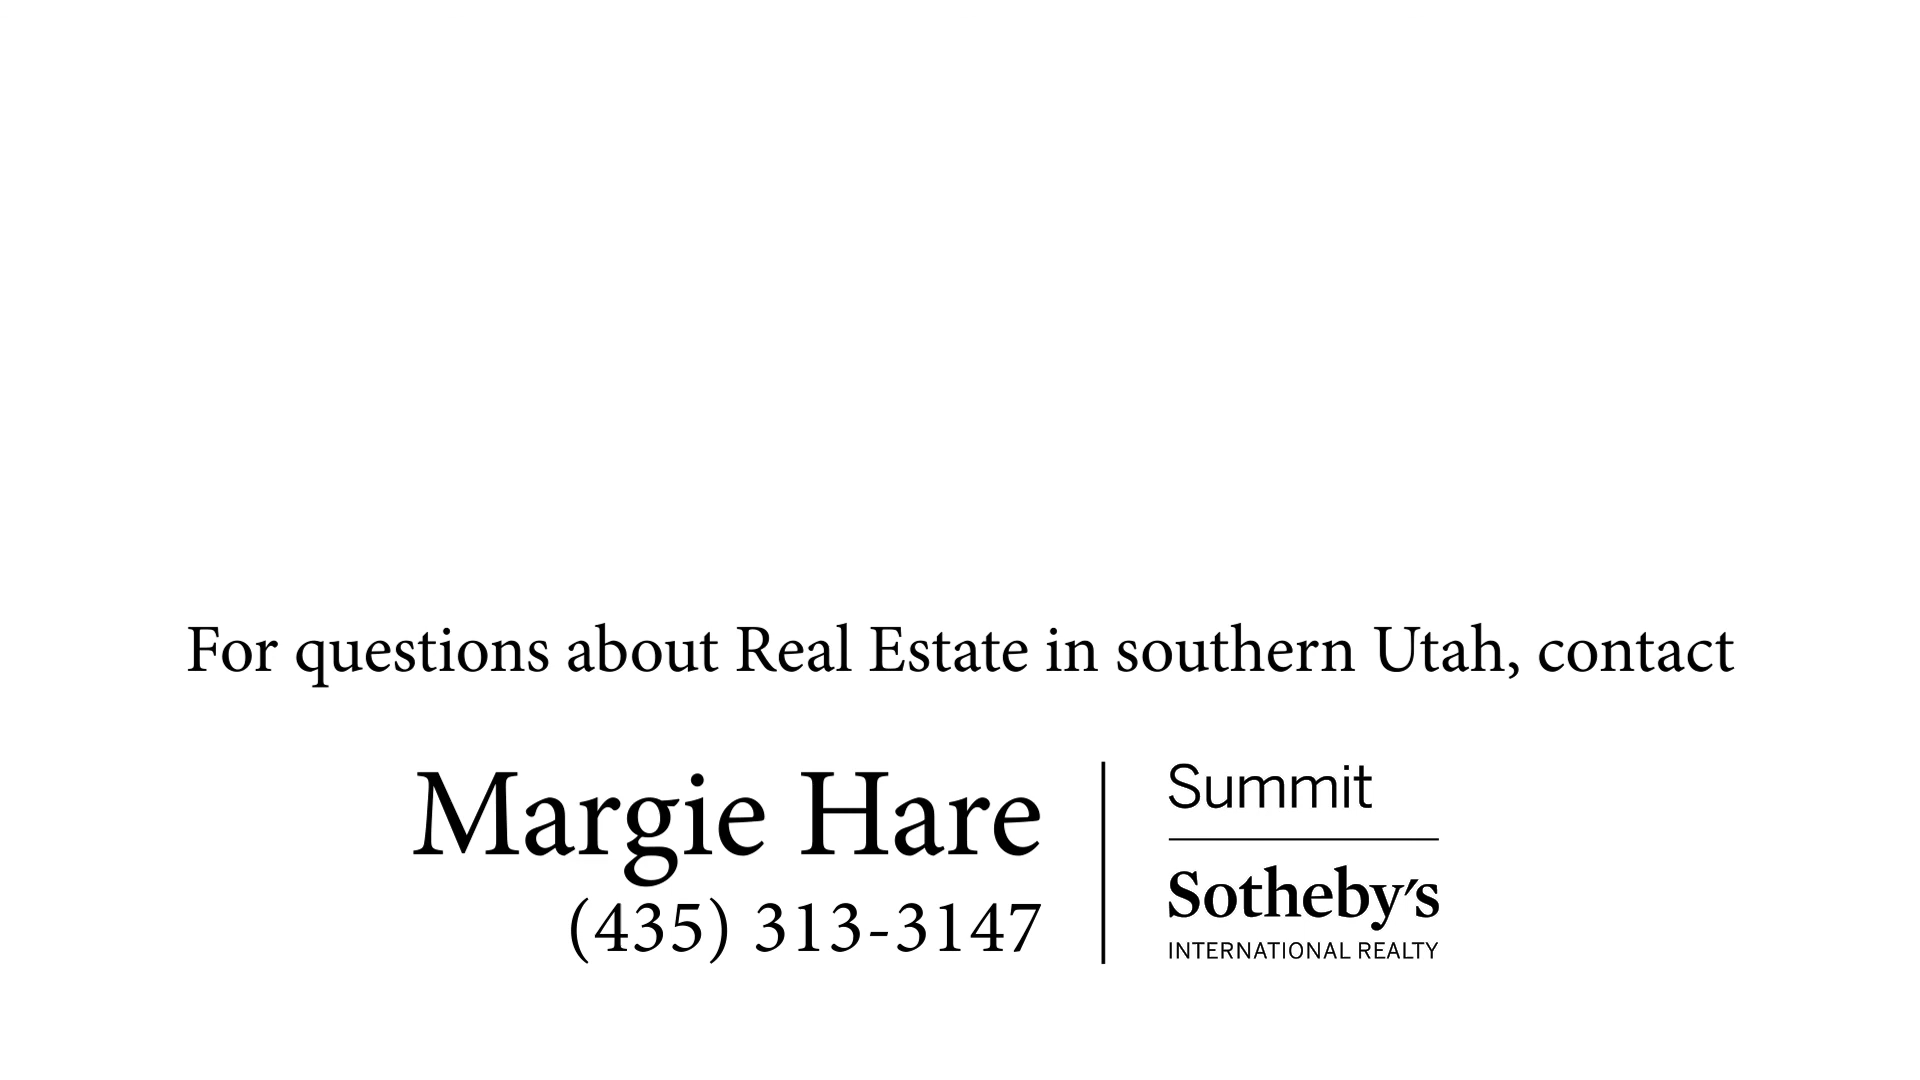 For questions about Real Estate in southern Utah, contact
Margie Hare
(435) 313-3147
Summit
Sotheby's
INTERNATIONAL REALTY